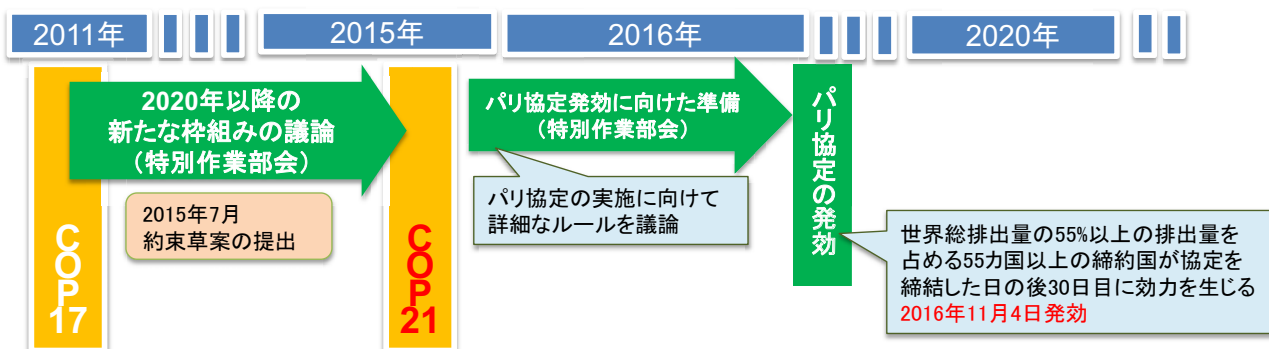 2011年
2015年
2016年
2020年
2020年以降の
新たな枠組みの議論
（特別作業部会）
パリ協定発効に向けた準備
（特別作業部会）
パリ協定の発効
2015年7月
約束草案の提出
パリ協定の実施に向けて
詳細なルールを議論
COP17
COP21
世界総排出量の55%以上の排出量を
占める55カ国以上の締約国が協定を
締結した日の後30日目に効力を生じる
2016年11月4日発効